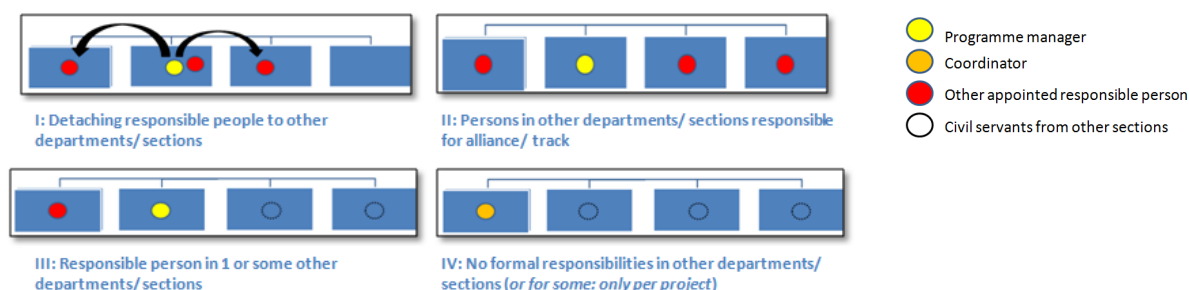 I: Detaching responsible people to other
departments/ sections
II: Persons in other departments/ sections responsible
for alliance/ track
III: Responsible person in 1 or some other
departments/ sections
IV: No formal responsibilities in other departments/
sections (or for some: only per project)
Programme manager
Coordinator
Other appointed responsible person
Civil servants from other sections